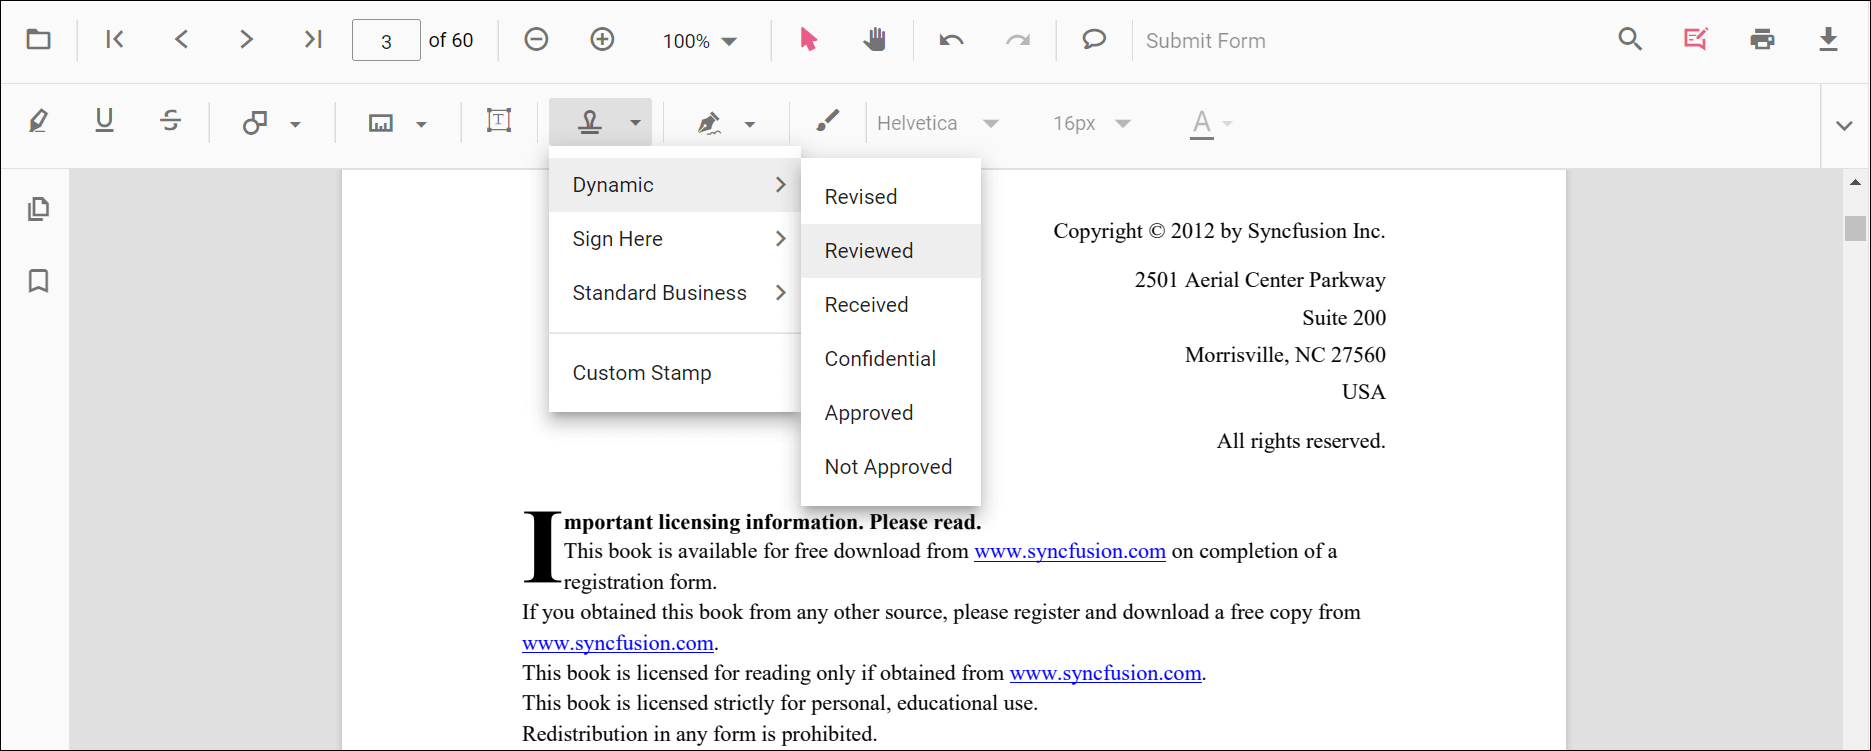 3 of 60 100% Submit Form
U S T Helvetica 16px A
Dynamic
Sign Here
Standard Business
Custom Stamp
Revised
Reviewed
Received
Confidential
Approved
Not Approved
Copyright © 2012 by Syncfusion Inc.
2501 Aerial Center Parkway
Suite 200
Morrisville, NC 27560
USA
All rights reserved.
Important licensing information. Please read.
This book is available for free download from www.syncfusion.com on completion of a
registration form.
If you obtained this book from any other source, please register and download a free copy from
www.syncfusion.com.
This book is licensed for reading only if obtained from www.syncfusion.com.
This book is licensed strictly for personal, educational use.
Redistribution in any form is prohibited.